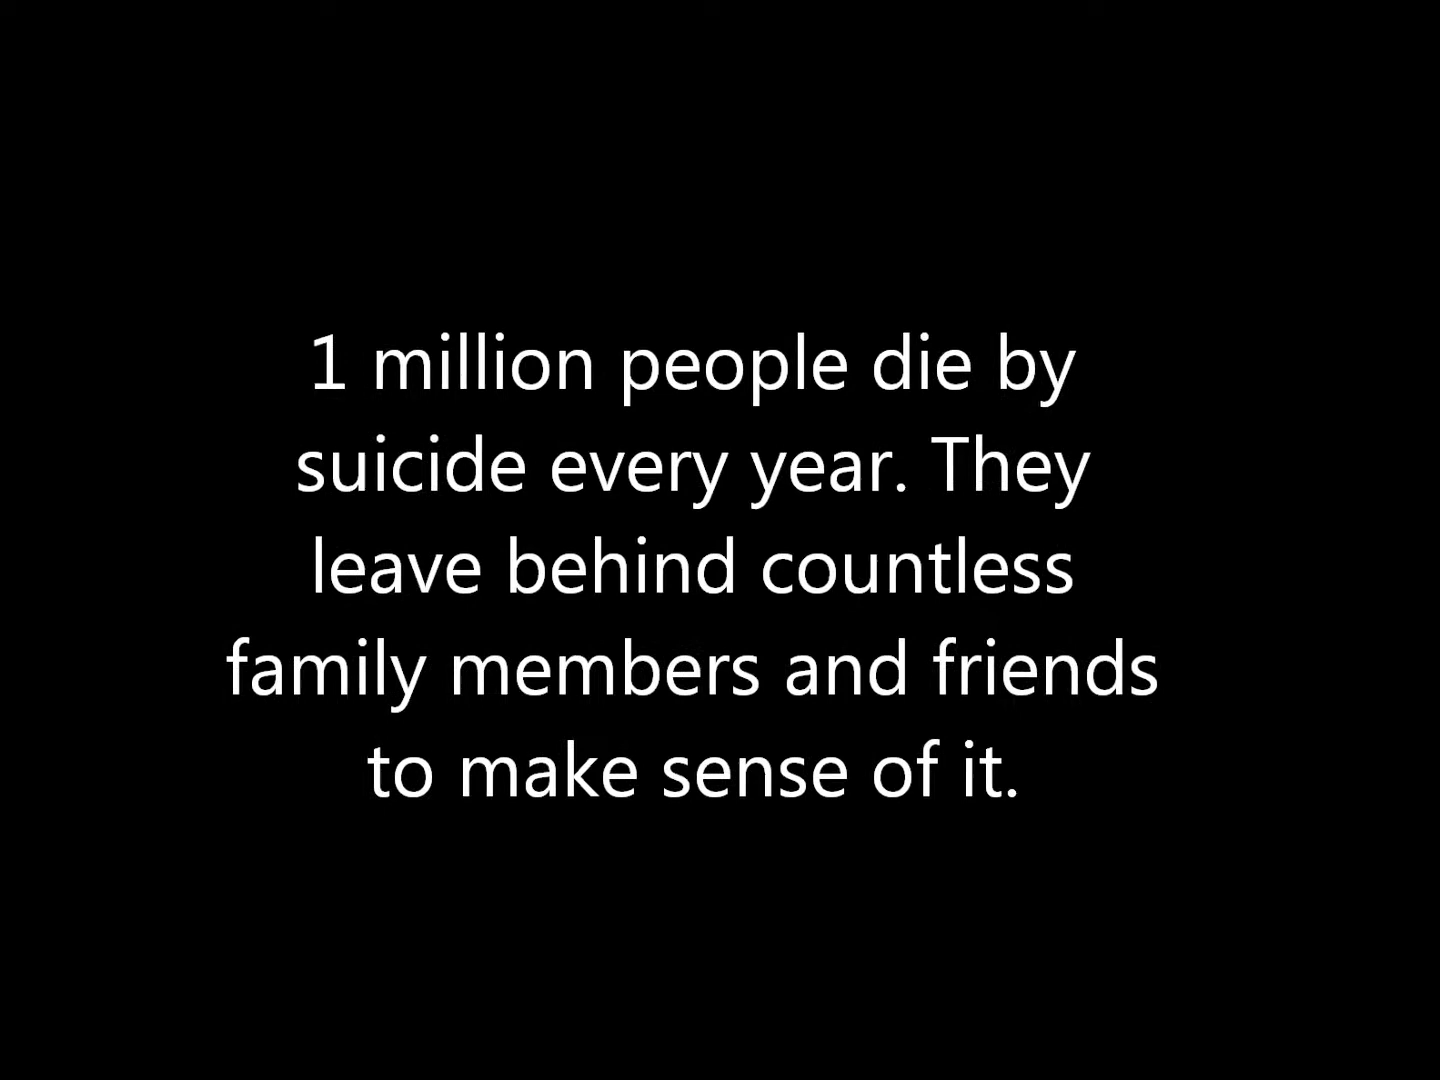 1 million people die by
suicide every year. They
leave behind countless
family members and friends
to make sense of it.